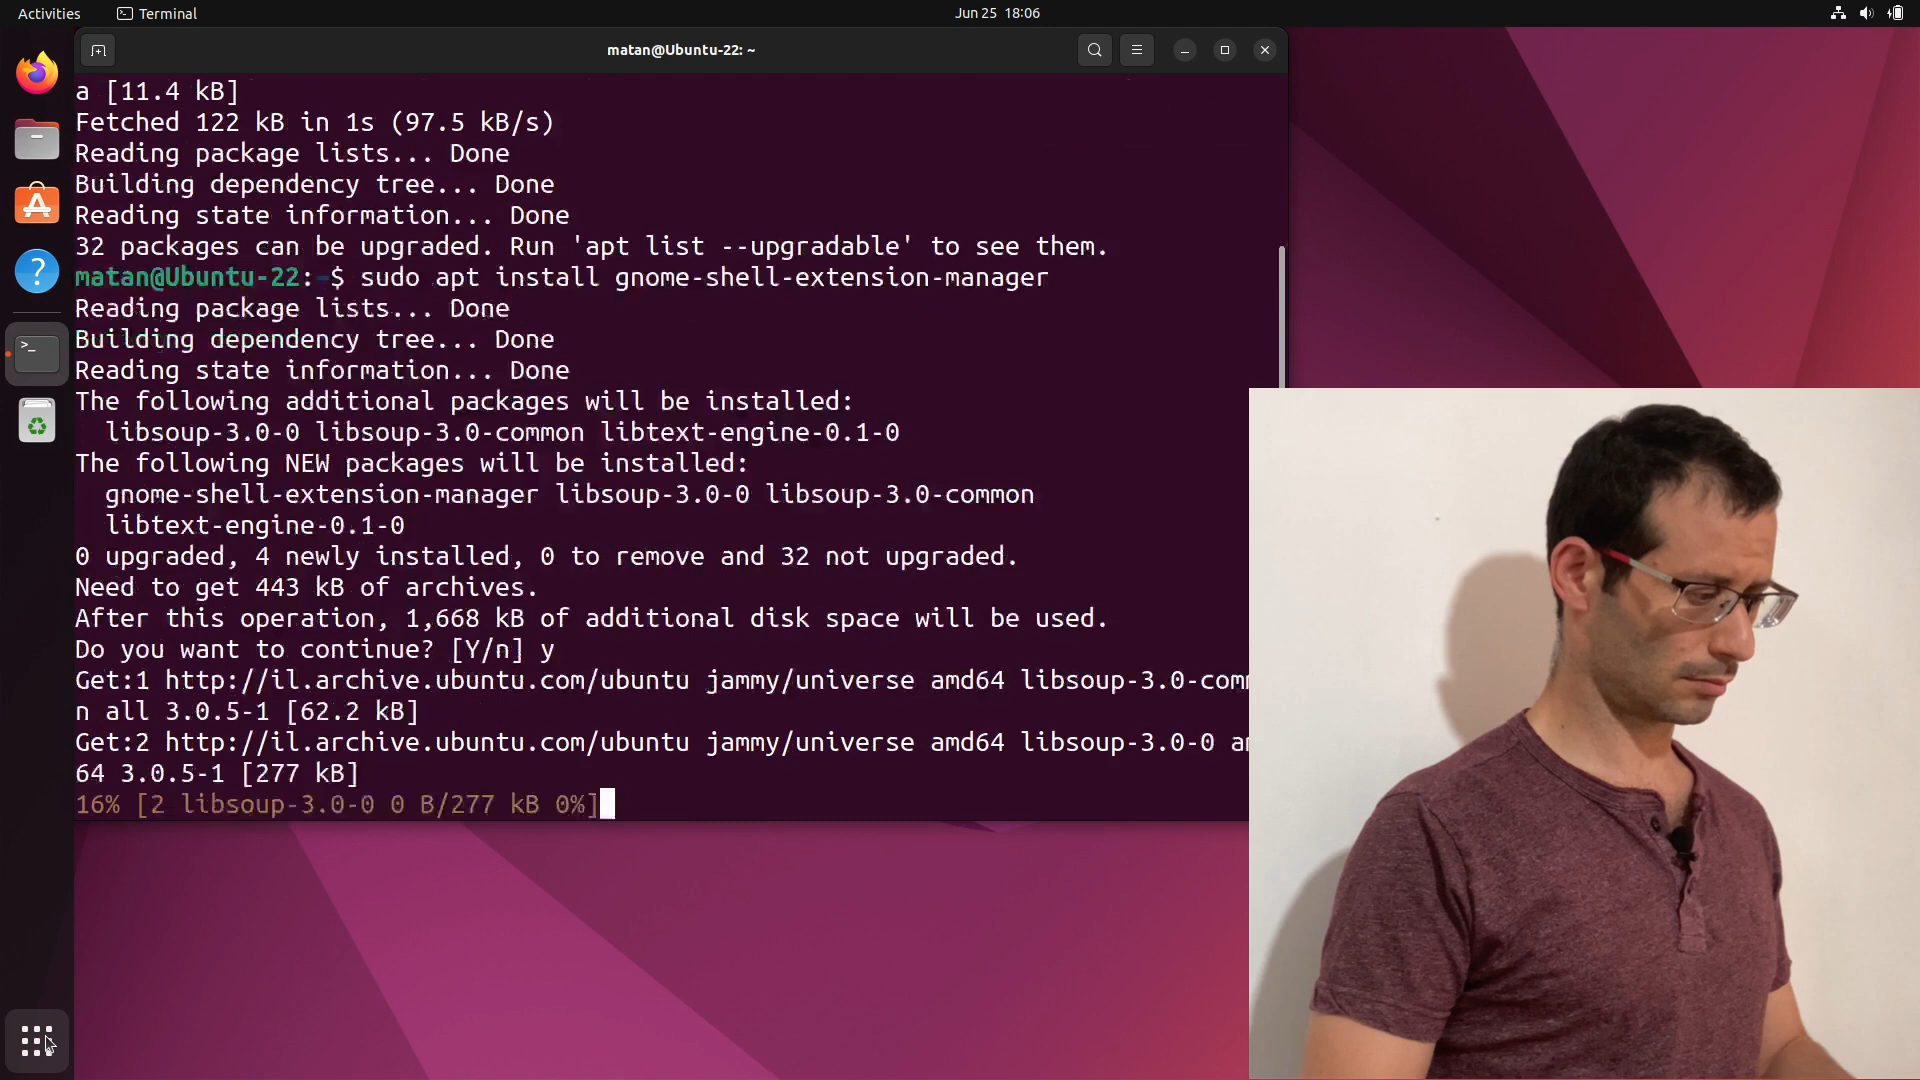 Activities
Terminal
Jun 25 18:06
matan@Ubuntu-22: ~
a [11.4 kB]
Fetched 122 kB in 1s (97.5 kB/s)
Reading package lists... Done
Building dependency tree... Done
Reading state information... Done
32 packages can be upgraded. Run 'apt list --upgradable' to see them.
matan@Ubuntu-22:~$ sudo apt install gnome-shell-extension-manager
Reading package lists... Done
Building dependency tree... Done
Reading state information... Done
The following additional packages will be installed:
libsoup-3.0-0 libsoup-3.0-common libtext-engine-0.1-0
The following NEW packages will be installed:
gnome-shell-extension-manager libsoup-3.0-0 libsoup-3.0-common
libtext-engine-0.1-0
0 upgraded, 4 newly installed, 0 to remove and 32 not upgraded.
Need to get 443 kB of archives.
After this operation, 1,668 kB of additional disk space will be used.
Do you want to continue? [Y/n] y
Get:1 http://il.archive.ubuntu.com/ubuntu jammy/universe amd64 libsoup-3.0-com
n all 3.0.5-1 [62.2 kB]
Get:2 http://il.archive.ubuntu.com/ubuntu jammy/universe amd64 libsoup-3.0-0 a
64 3.0.5-1 [277 kB]
16% [2 libsoup-3.0-0 0 B/277 kB 0%]